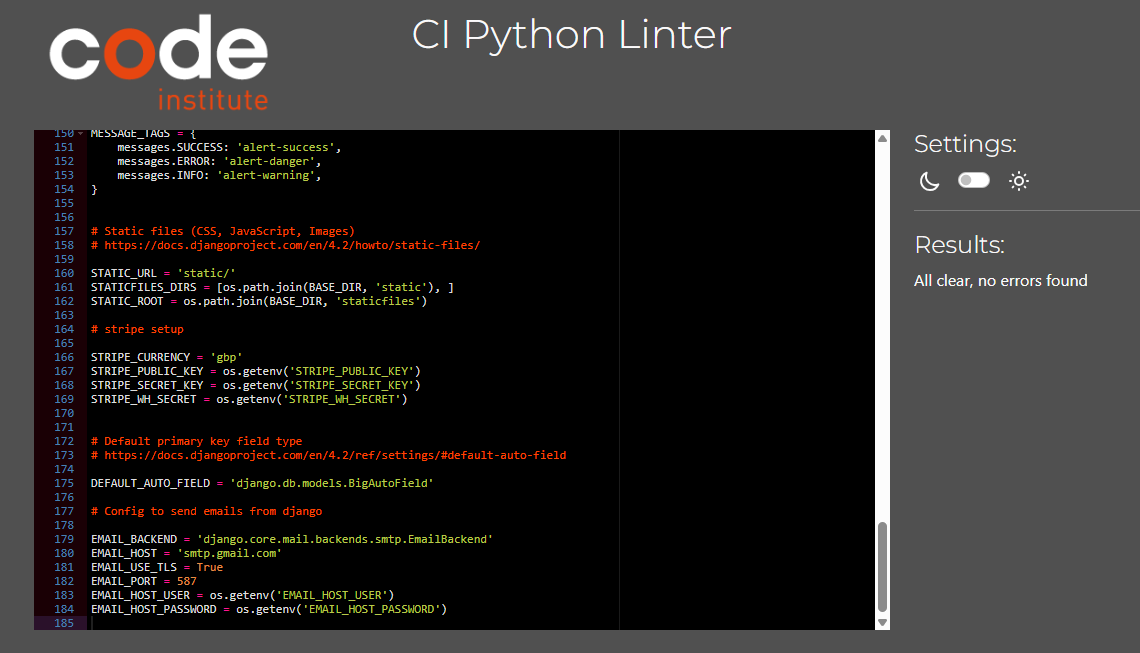 code
institute
CI Python Linter
150 MESSAGE_TAGS = {
151     messages.SUCCESS: 'alert-success',
152     messages.ERROR: 'alert-danger',
153     messages.INFO: 'alert-warning',
154 }
155
156
157 # Static files (CSS, JavaScript, Images)
158 # https://docs.djangoproject.com/en/4.2/howto/static-files/
159
160 STATIC_URL = 'static/'
161 STATICFILES_DIRS = [os.path.join(BASE_DIR, 'static'), ]
162 STATIC_ROOT = os.path.join(BASE_DIR, 'staticfiles')
163
164 # stripe setup
165
166 STRIPE_CURRENCY = 'gbp'
167 STRIPE_PUBLIC_KEY = os.getenv('STRIPE_PUBLIC_KEY')
168 STRIPE_SECRET_KEY = os.getenv('STRIPE_SECRET_KEY')
169 STRIPE_WH_SECRET = os.getenv('STRIPE_WH_SECRET')
170
171
172 # Default primary key field type
173 # https://docs.djangoproject.com/en/4.2/ref/settings/#default-auto-field
174
175 DEFAULT_AUTO_FIELD = 'django.db.models.BigAutoField'
176
177 # Config to send emails from django
178
179 EMAIL_BACKEND = 'django.core.mail.backends.smtp.EmailBackend'
180 EMAIL_HOST = 'smtp.gmail.com'
181 EMAIL_USE_TLS = True
182 EMAIL_PORT = 587
183 EMAIL_HOST_USER = os.getenv('EMAIL_HOST_USER')
184 EMAIL_HOST_PASSWORD = os.getenv('EMAIL_HOST_PASSWORD')
185
Settings:
Results:
All clear, no errors found